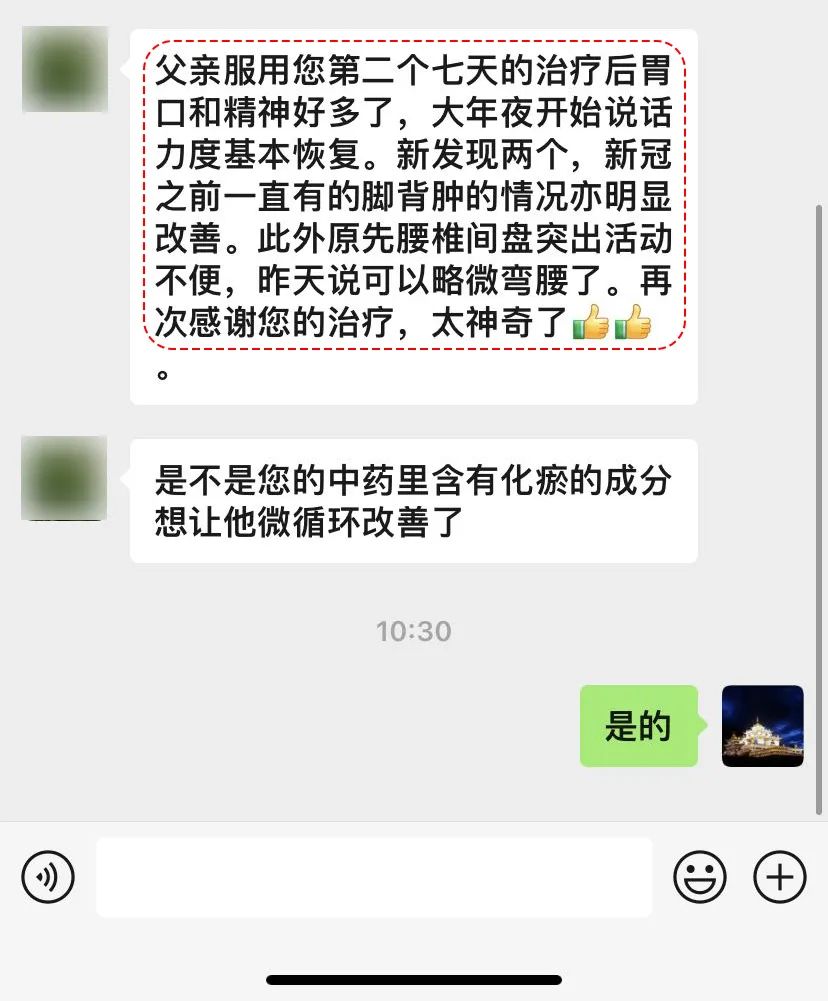 父亲服用您第二个七天的治疗后胃
口和精神好多了，大年夜开始说话
力度基本恢复。新发现两个，新冠
之前一直有的脚背肿的情况亦明显
改善。此外原先腰椎间盘突出活动
不便，昨天说可以略微弯腰了。再
次感谢您的治疗，太神奇了👍👍
。
是不是您的中药里含有化瘀的成分
想让他微循环改善了
10:30
是的